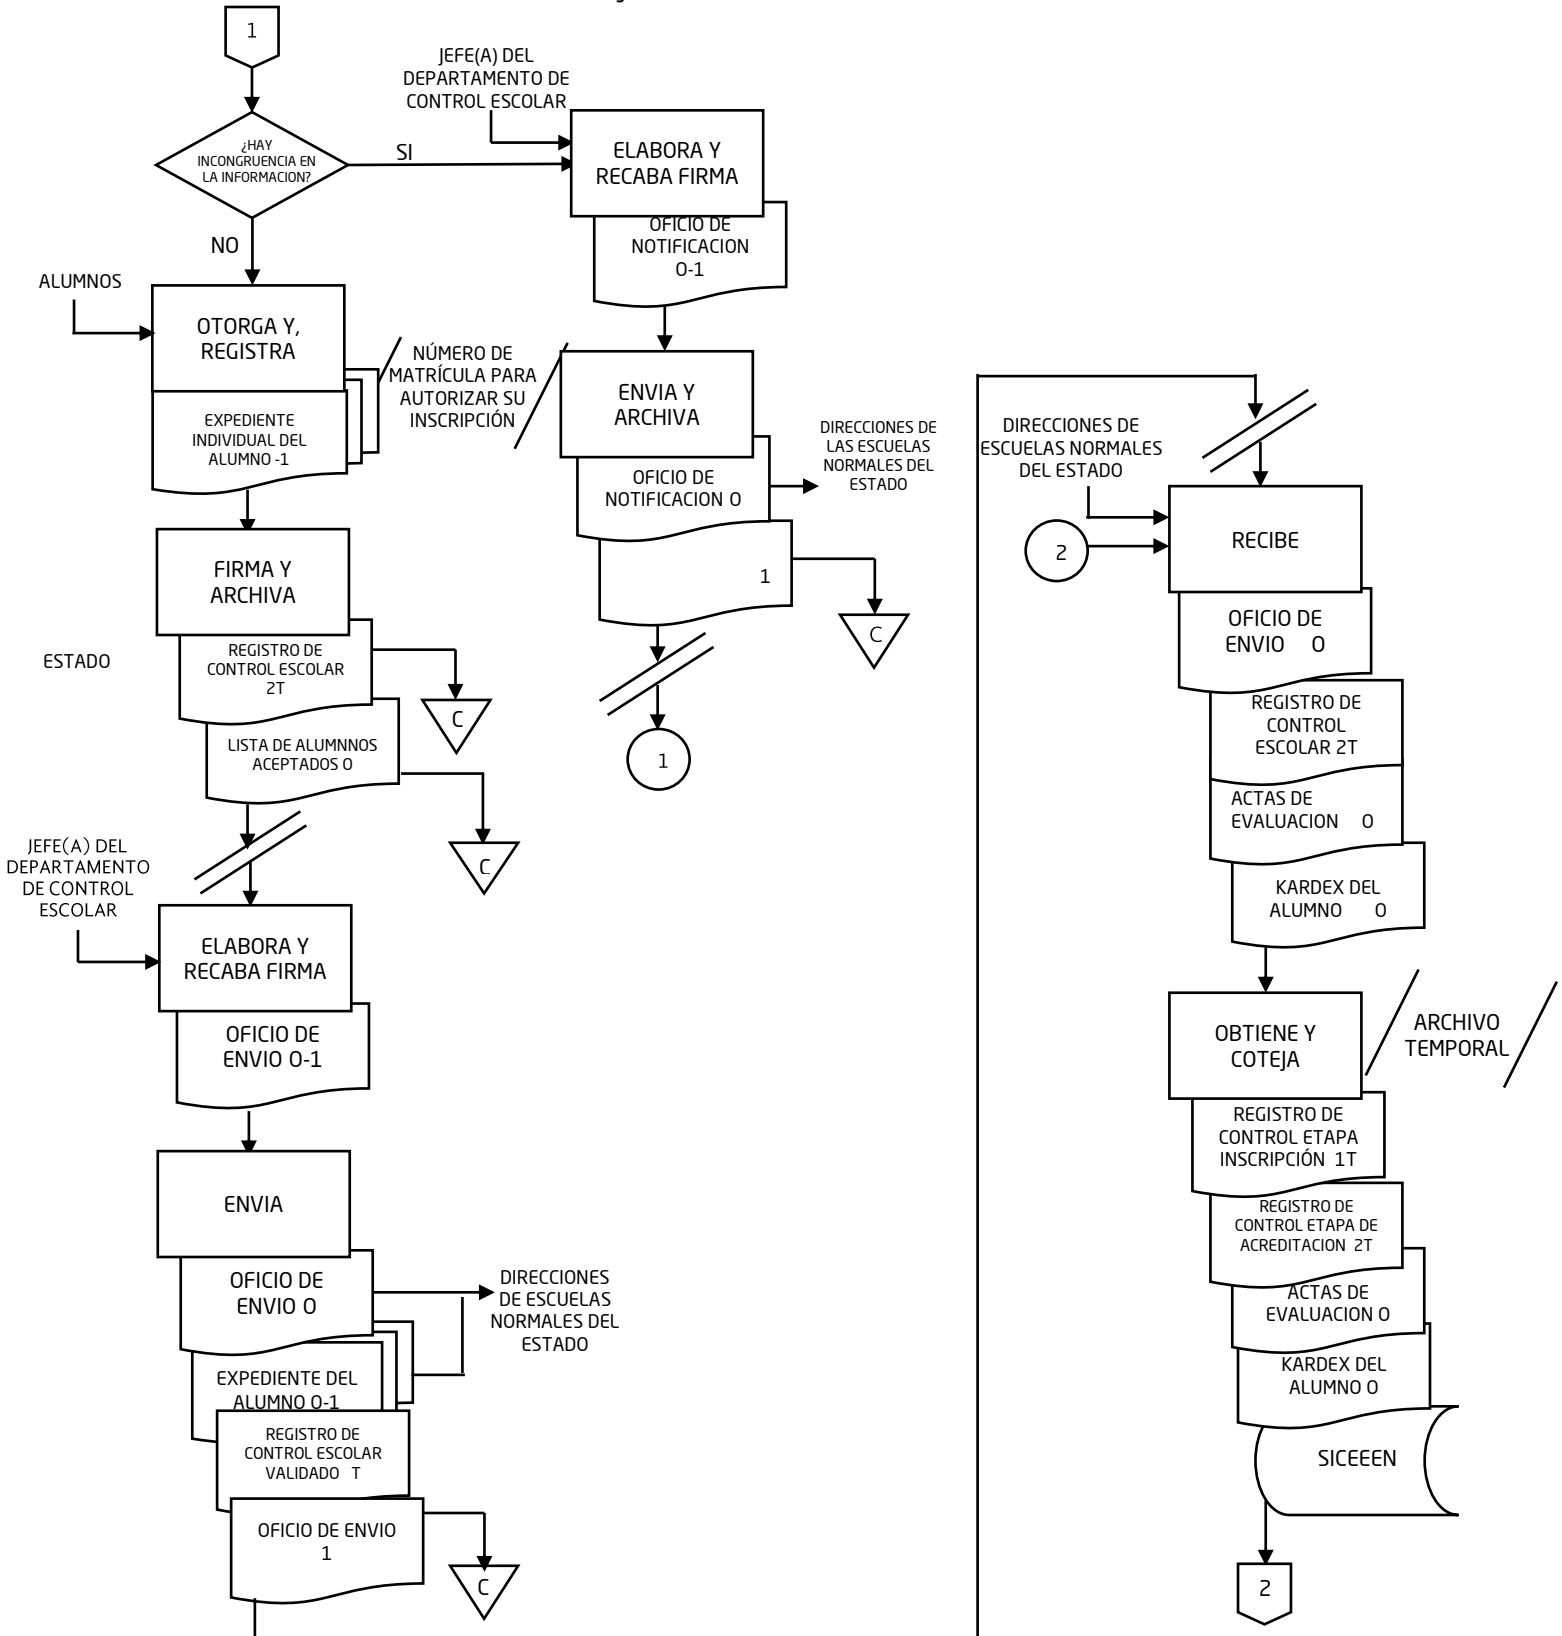 1
¿HAY
INCONGRUENCIA EN
LA INFORMACION?
SI
NO
JEFE(A) DEL
DEPARTAMENTO DE
CONTROL ESCOLAR
ELABORA Y
RECABA FIRMA
OFICIO DE
NOTIFICACION
O-1
ALUMNOS
OTORGA Y,
REGISTRA
EXPEDIENTE
INDIVIDUAL DEL
ALUMNO -1
NÚMERO DE
MATRÍCULA PARA
AUTORIZAR SU
INSCRIPCIÓN
ENVIA Y
ARCHIVA
OFICIO DE
NOTIFICACION O
DIRECCIONES DE
LAS ESCUELAS
NORMALES DEL
ESTADO
1
C
1
FIRMA Y
ARCHIVA
ESTADO
REGISTRO DE
CONTROL ESCOLAR
2T
C
LISTA DE ALUMNNOS
ACEPTADOS O
C
JEFE(A) DEL
DEPARTAMENTO
DE CONTROL
ESCOLAR
ELABORA Y
RECABA FIRMA
OFICIO DE
ENVIO O-1
ENVIA
OFICIO DE
ENVIO O
DIRECCIONES
DE ESCUELAS
NORMALES DEL
ESTADO
EXPEDIENTE DEL
ALUMNO O-1
REGISTRO DE
CONTROL ESCOLAR
VALIDADO T
OFICIO DE ENVIO
1
C
DIRECCIONES DE
ESCUELAS NORMALES
DEL ESTADO
2
RECIBE
OFICIO DE
ENVIO O
REGISTRO DE
CONTROL
ESCOLAR 2T
ACTAS DE
EVALUACION O
KARDEX DEL
ALUMNO O
OBTIENE Y
COTEJA
ARCHIVO
TEMPORAL
REGISTRO DE
CONTROL ETAPA
INSCRIPCIÓN 1T
REGISTRO DE
CONTROL ETAPA DE
ACREDITACION 2T
ACTAS DE
EVALUACION O
KARDEX DEL
ALUMNO O
SICEEEN
2